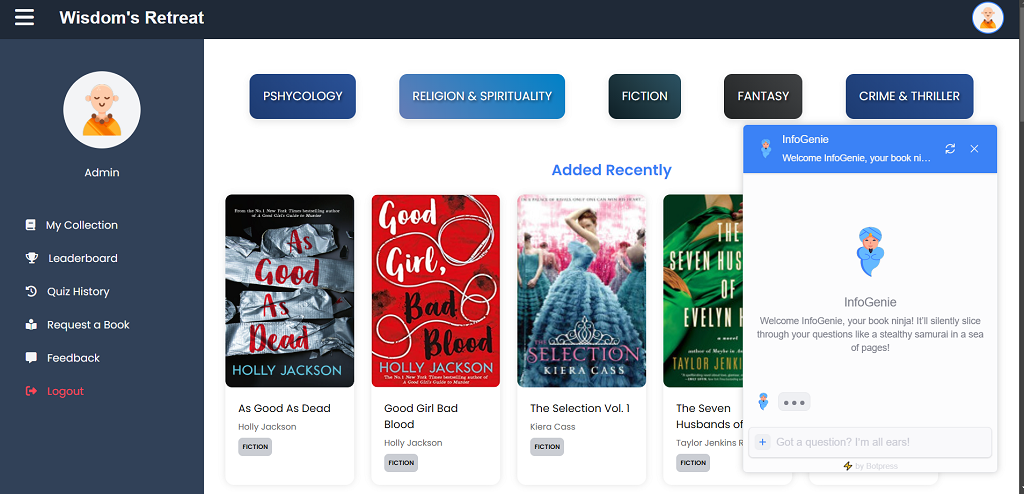 Wisdom's Retreat
Admin
My Collection
Leaderboard
Quiz History
Request a Book
Feedback
Logout
PSHYCOLOGY
RELIGION & SPIRITUALITY
FICTION
FANTASY
CRIME & THRILLER
Added Recently
From the No.1 New York Times bestselling author
of A Good Girl's Guide to Murder
As
Good
As
Dead
HOLLY JACKSON
As Good As Dead
Holly Jackson
FICTION
Good
Girl,
Bad
Blood
HOLLY JACKSON
The No.1 New York Times bestselling author
of A Good Girl's Guide to Murder
Good Girl Bad
Blood
Holly Jackson
FICTION
THE
SELECTION
KIERA CASS
The Selection Vol. 1
Kiera Cass
FICTION
THE
SEVEN HUS
OF
EVELYN H
a novel
author of Maybe in
TAYLOR JENKI
The Seven
Husbands of
Taylor Jenkins R
FICTION
InfoGenie
Welcome InfoGenie, your book nin…
InfoGenie
Welcome InfoGenie, your book ninja! It'll silently slice
through your questions like a stealthy samurai in a sea
of pages!
Got a question? I'm all ears!
by Botpress